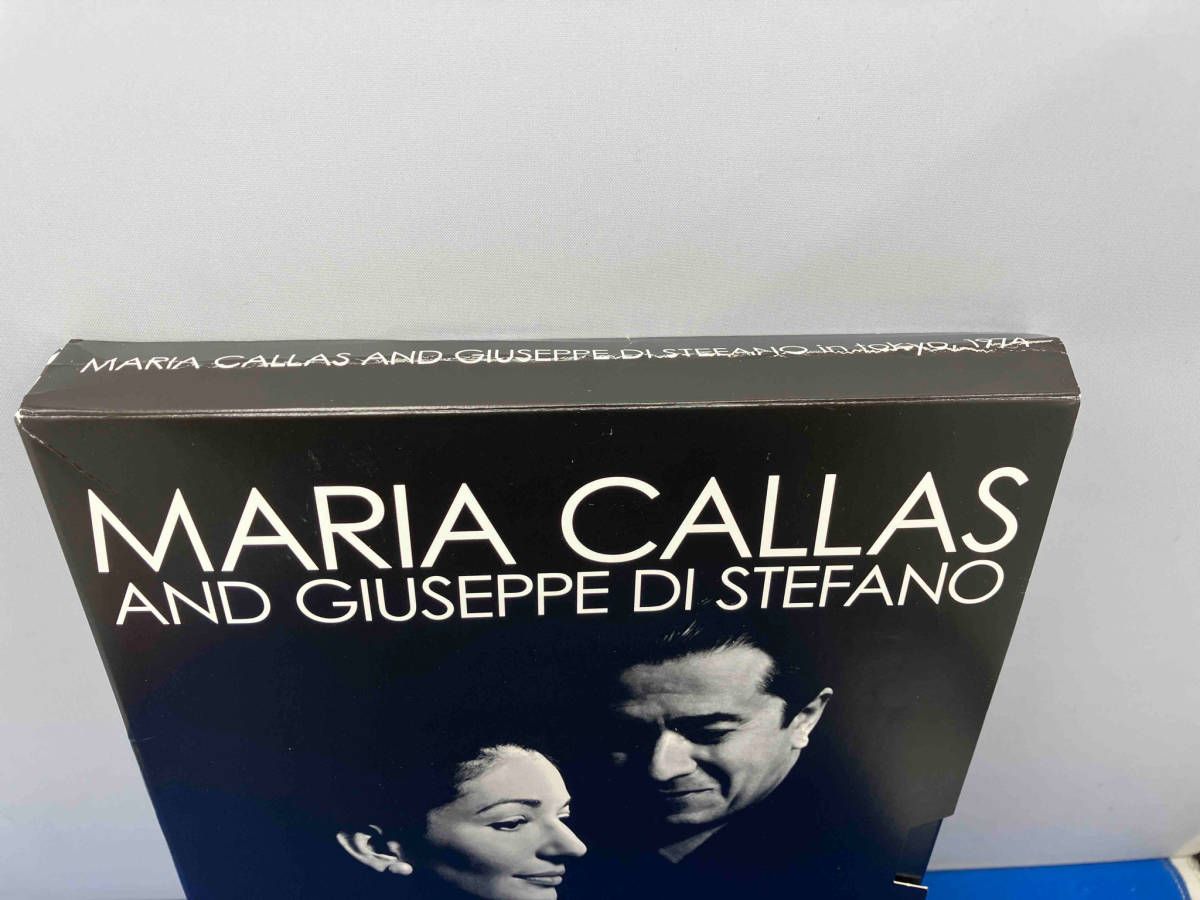 MARIA CALLAS AND GIUSEPPE DI STEFANO in tokyo, 1974
MARIA CALLAS
AND GIUSEPPE DI STEFANO